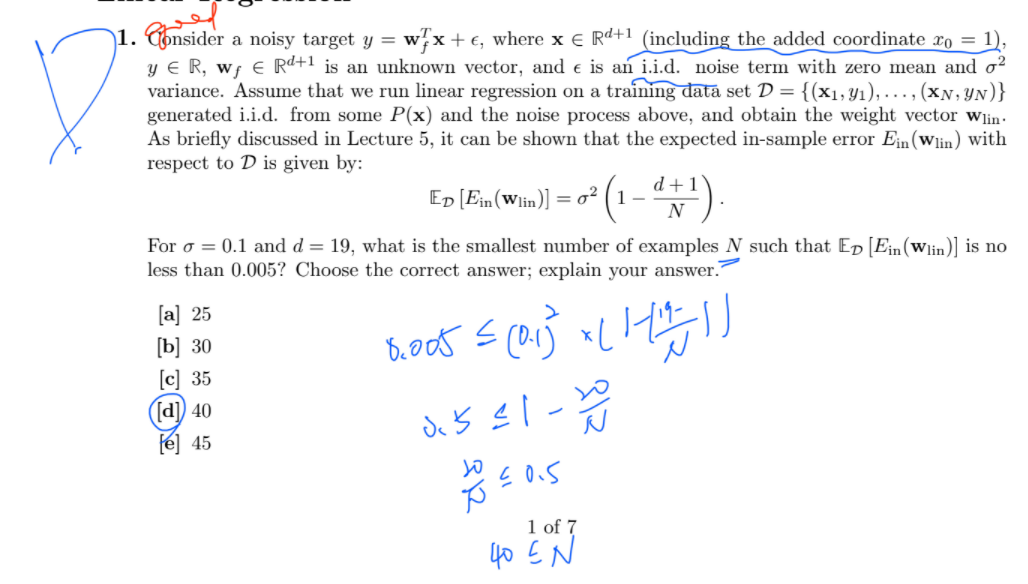 good
1. Consider a noisy target y = w_f^T x + ϵ, where x ∈ ℝ^{d+1} (including the added coordinate x_0 = 1),
y ∈ ℝ, w_f ∈ ℝ^{d+1} is an unknown vector, and ϵ is an i.i.d. noise term with zero mean and σ^2
variance. Assume that we run linear regression on a training data set 𝒟 = {(x_1, y_1), . . . , (x_N, y_N)}
generated i.i.d. from some P(x) and the noise process above, and obtain the weight vector w_lin.
As briefly discussed in Lecture 5, it can be shown that the expected in-sample error E_in(w_lin) with
respect to 𝒟 is given by:
𝔼_𝒟 [E_in(w_lin)] = σ^2 (1 − (d + 1)/N).
For σ = 0.1 and d = 19, what is the smallest number of examples N such that 𝔼_𝒟 [E_in(w_lin)] is no
less than 0.005? Choose the correct answer; explain your answer.
[a] 25
[b] 30
[c] 35
[d] 40
[e] 45
0.005 ≤ (0.1)^2 ×
0.5 ≤ 1 − 20/N
20/N ≤ 0.5
1 of 7
40 ≤ N